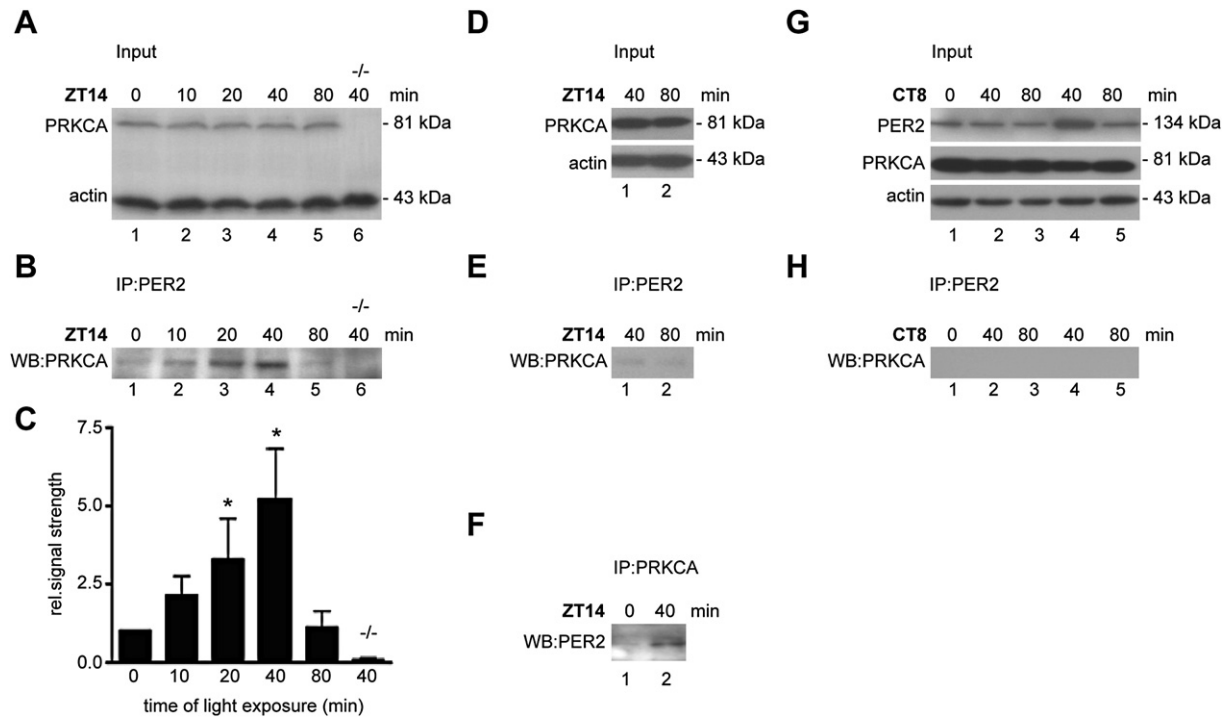 A
Input
-/-
ZT14 0 10 20 40 80 40 min
PRKCA - 81 kDa
actin - 43 kDa
1 2 3 4 5 6
B
IP:PER2
-/-
ZT14 0 10 20 40 80 40 min
WB:PRKCA
1 2 3 4 5 6
C
7.5
5.0
2.5
0.0
rel.signal strength
* *
-/-
0 10 20 40 80 40
time of light exposure (min)
D
Input
ZT14 40 80 min
PRKCA - 81 kDa
actin - 43 kDa
1 2
E
IP:PER2
ZT14 40 80 min
WB:PRKCA
1 2
F
IP:PRKCA
ZT14 0 40 min
WB:PER2
1 2
G
Input
CT8 0 40 80 40 80 min
PER2 - 134 kDa
PRKCA - 81 kDa
actin - 43 kDa
1 2 3 4 5
H
IP:PER2
CT8 0 40 80 40 80 min
WB:PRKCA
1 2 3 4 5